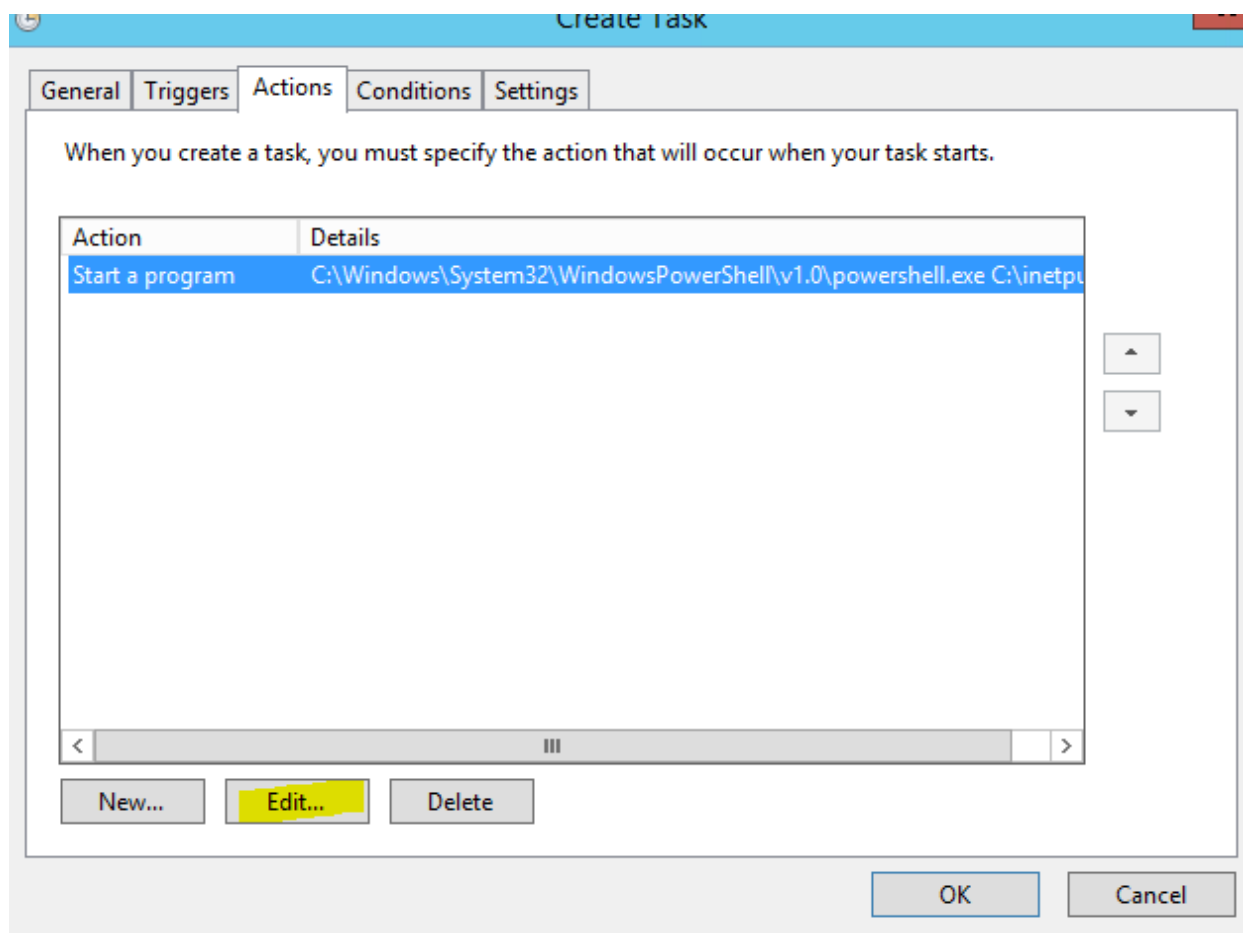 Create Task
General Triggers Actions Conditions Settings
When you create a task, you must specify the action that will occur when your task starts.
Action Details
Start a program C:\Windows\System32\WindowsPowerShell\v1.0\powershell.exe C:\inetpu
New... Edit... Delete
OK Cancel